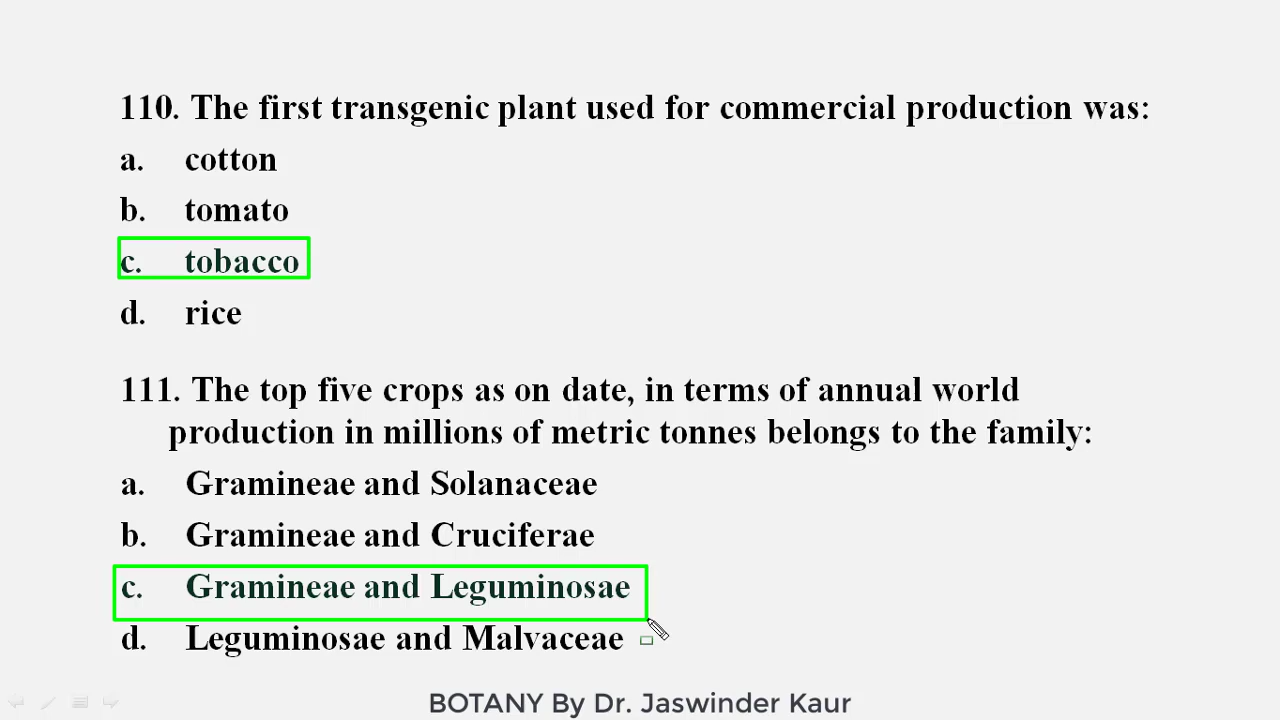 110. The first transgenic plant used for commercial production was:
a. cotton
b. tomato
c. tobacco
d. rice
111. The top five crops as on date, in terms of annual world
production in millions of metric tonnes belongs to the family:
a. Gramineae and Solanaceae
b. Gramineae and Cruciferae
c. Gramineae and Leguminosae
d. Leguminosae and Malvaceae
BOTANY By Dr. Jaswinder Kaur